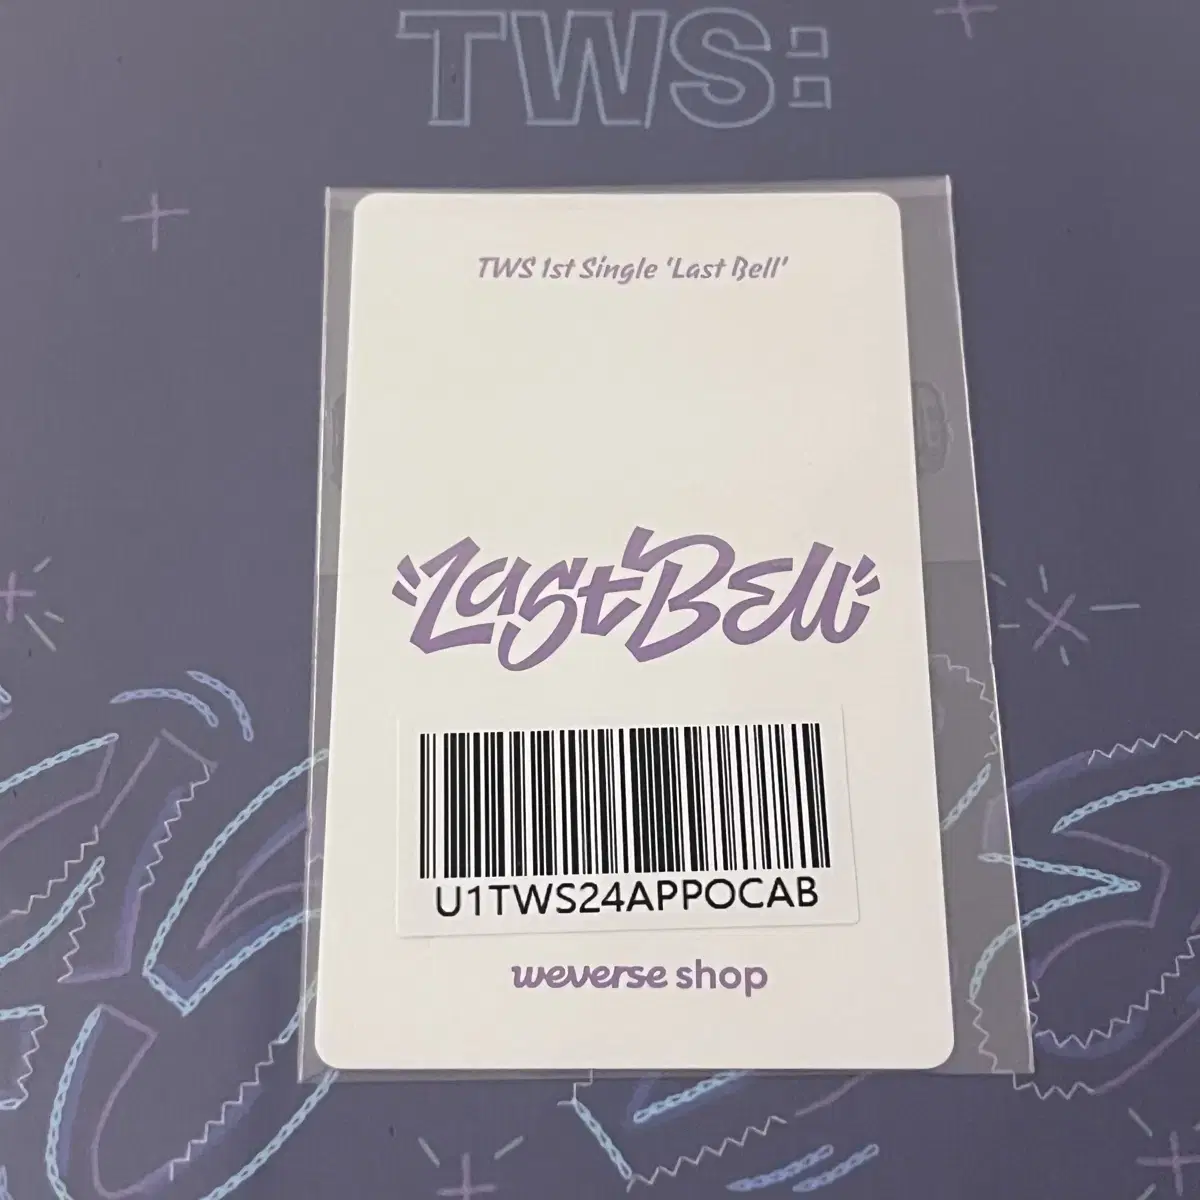 TWS:
TWS 1st Single 'Last Bell'
Last Bell
U1TWS24APPOCAB
weverse shop